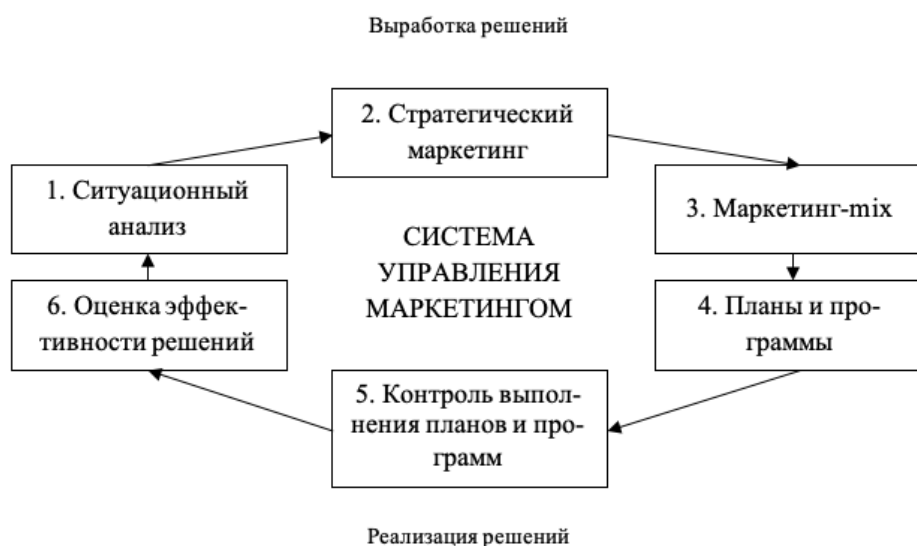 Выработка решений
2. Стратегический
маркетинг
1. Ситуационный
анализ
3. Маркетинг-mix
СИСТЕМА
УПРАВЛЕНИЯ
МАРКЕТИНГОМ
6. Оценка эффек-
тивности решений
4. Планы и про-
граммы
5. Контроль выпол-
нения планов и про-
грамм
Реализация решений